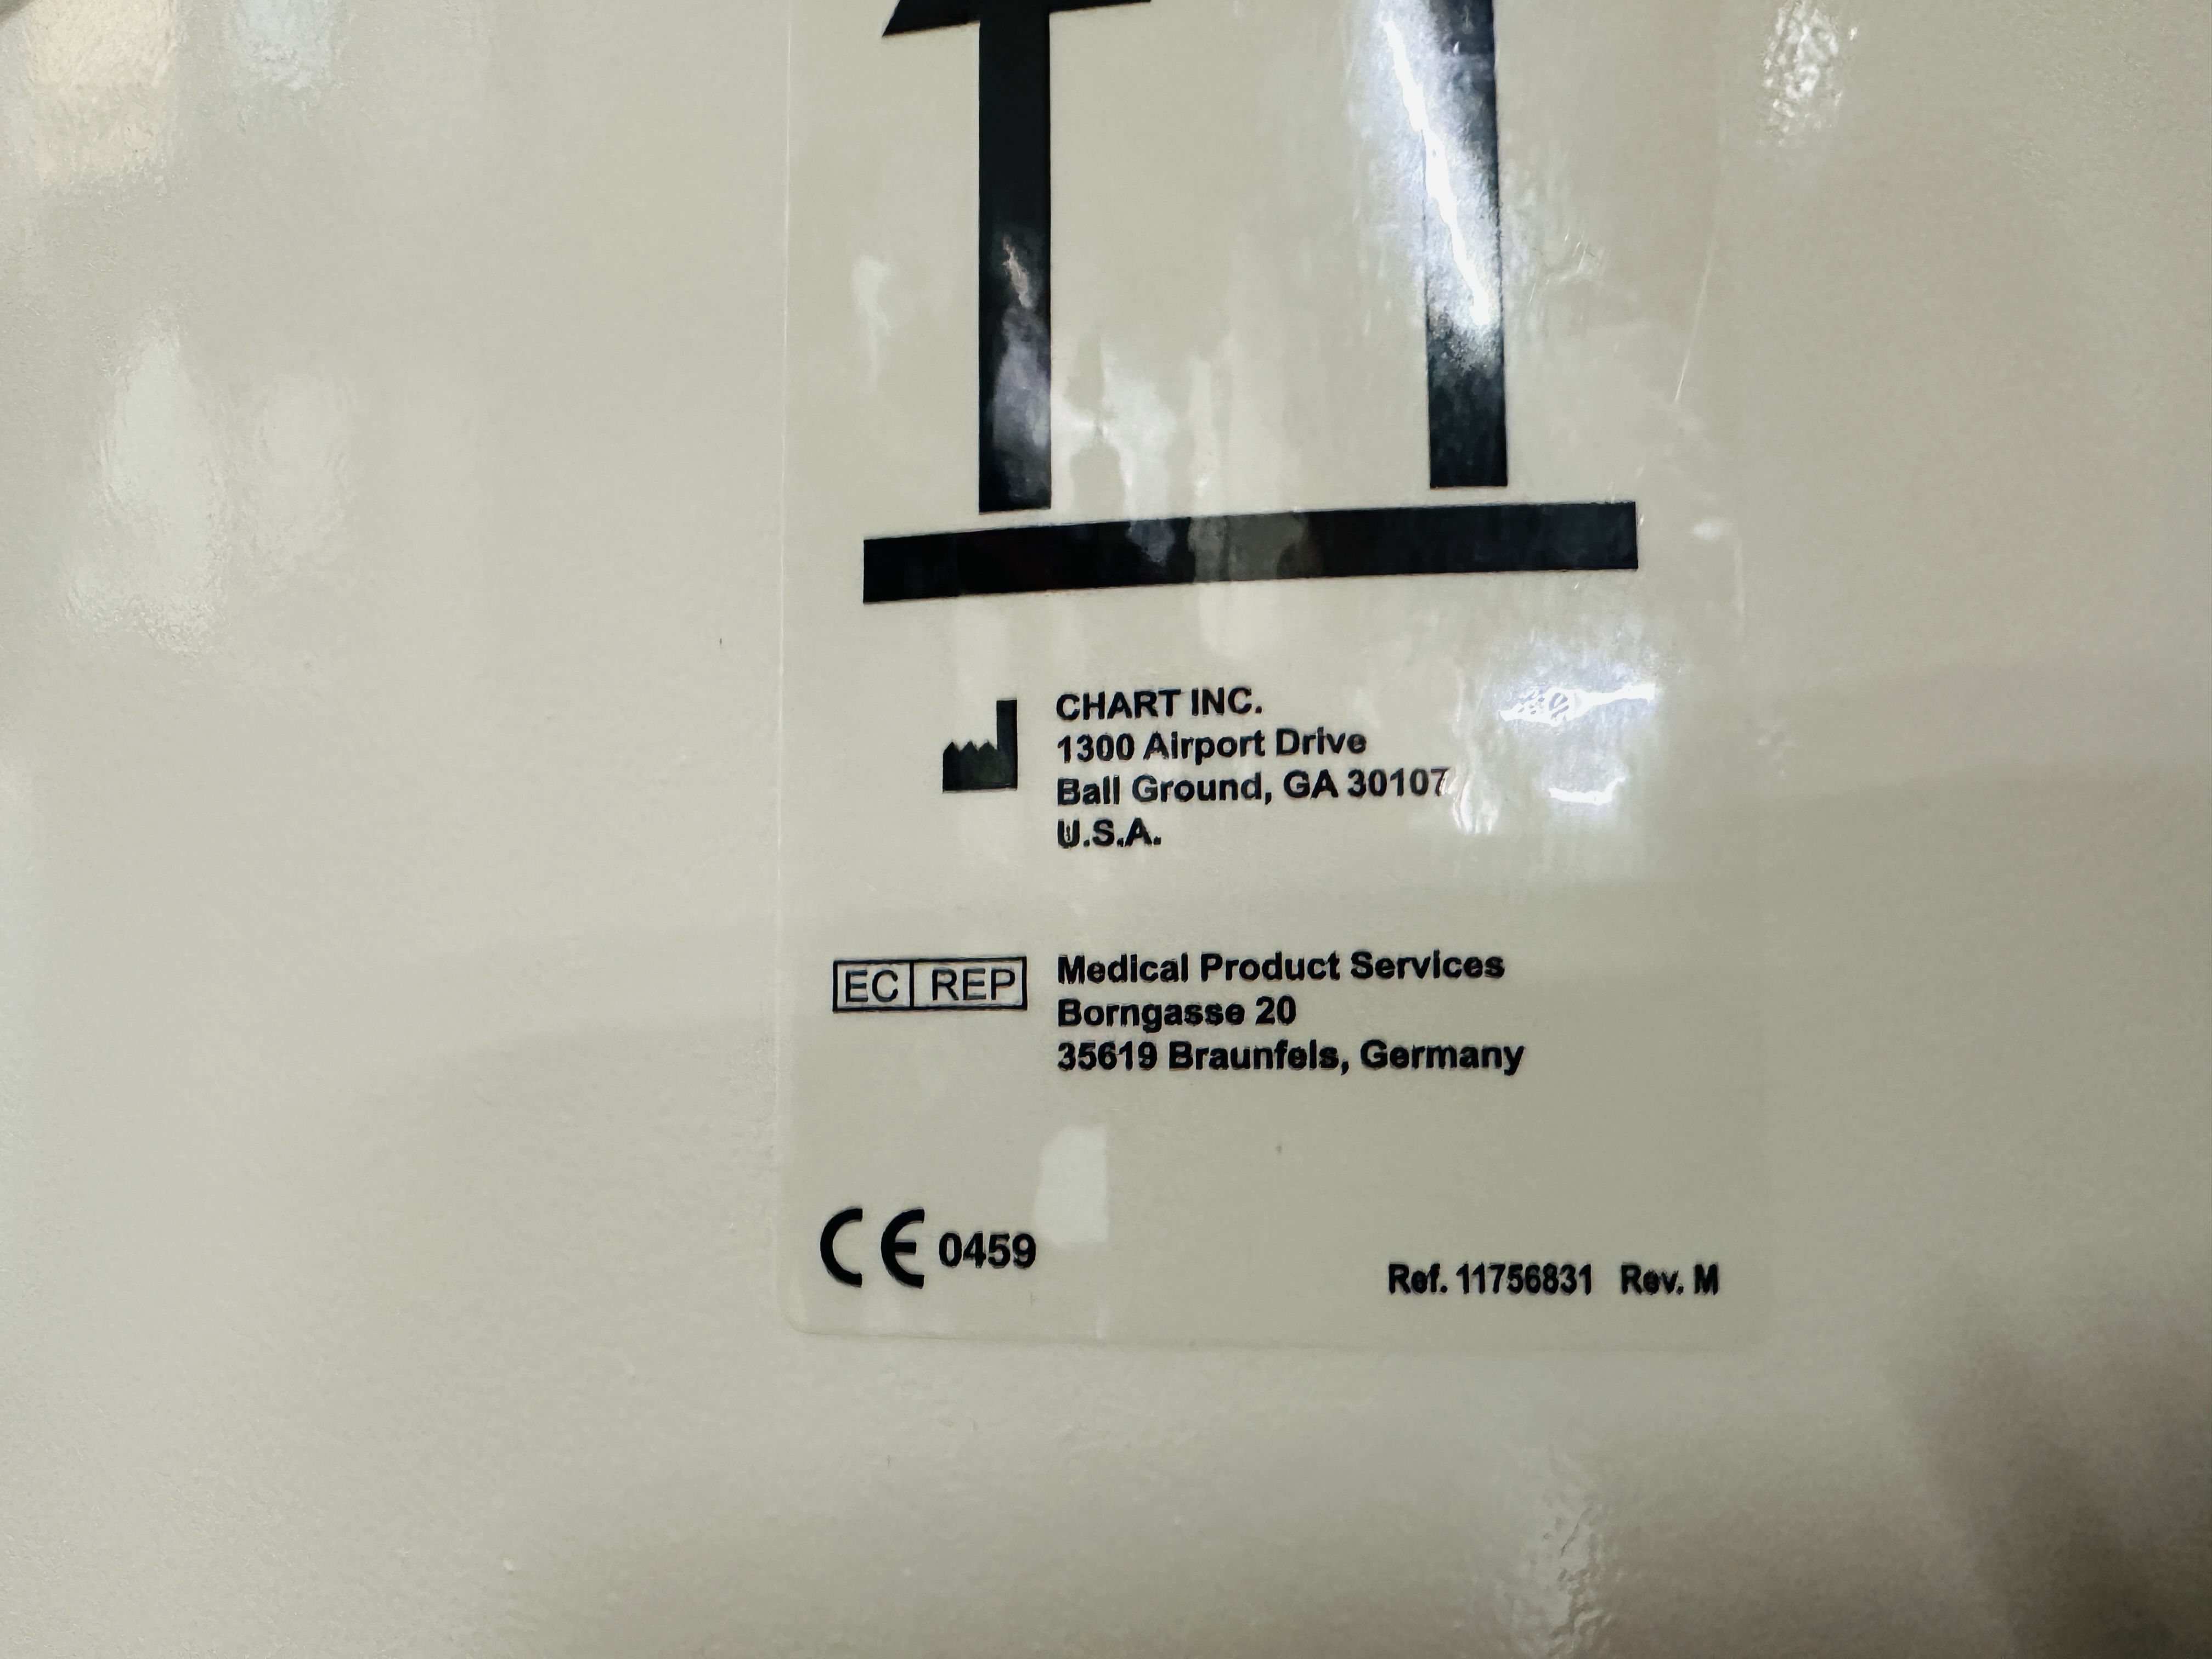 CHART INC.
1300 Airport Drive
Ball Ground, GA 30107
U.S.A.
EC REP
Medical Product Services
Borngasse 20
35619 Braunfels, Germany
CE 0459
Ref. 11756831 Rev. M